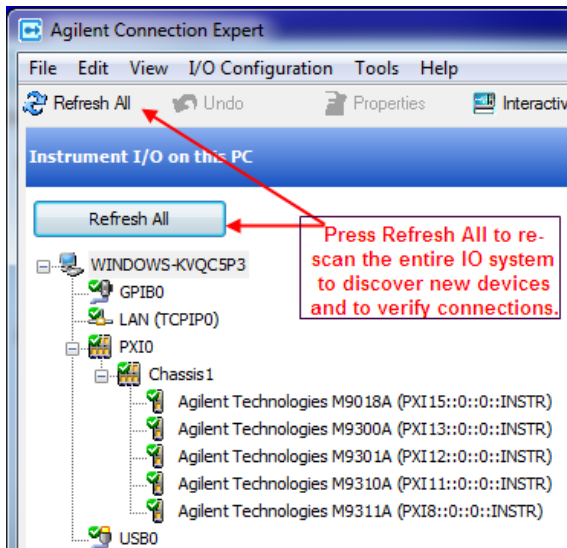 Agilent Connection Expert
File Edit View I/O Configuration Tools Help
Refresh All Undo Properties Interactiv
Instrument I/O on this PC
Refresh All
Press Refresh All to re-
scan the entire IO system
to discover new devices
and to verify connections.
WINDOWS-KVQC5P3
GPIB0
LAN (TCPIP0)
PXI0
Chassis1
Agilent Technologies M9018A (PXI15::0::0::INSTR)
Agilent Technologies M9300A (PXI13::0::0::INSTR)
Agilent Technologies M9301A (PXI12::0::0::INSTR)
Agilent Technologies M9310A (PXI11::0::0::INSTR)
Agilent Technologies M9311A (PXI8::0::0::INSTR)
USB0